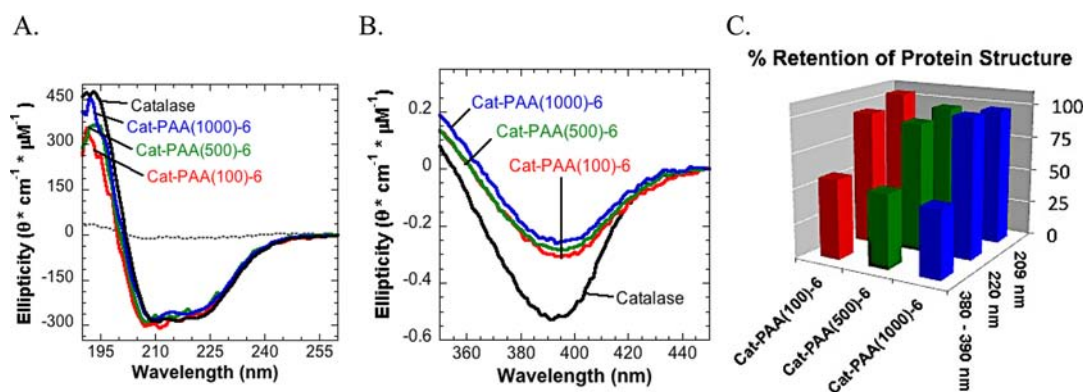 A.
Ellipticity (θ* cm⁻¹ * µM⁻¹)
450
300
150
0
-150
-300
Catalase
Cat-PAA(1000)-6
Cat-PAA(500)-6
Cat-PAA(100)-6
195 210 225 240 255
Wavelength (nm)
B.
Ellipticity (θ* cm⁻¹ * µM⁻¹)
0.2
0
-0.2
-0.4
-0.6
Cat-PAA(1000)-6
Cat-PAA(500)-6
Cat-PAA(100)-6
Catalase
360 380 400 420 440
Wavelength (nm)
C.
% Retention of Protein Structure
100
75
50
25
0
209 nm
220 nm
380 - 390 nm
Cat-PAA(100)-6
Cat-PAA(500)-6
Cat-PAA(1000)-6